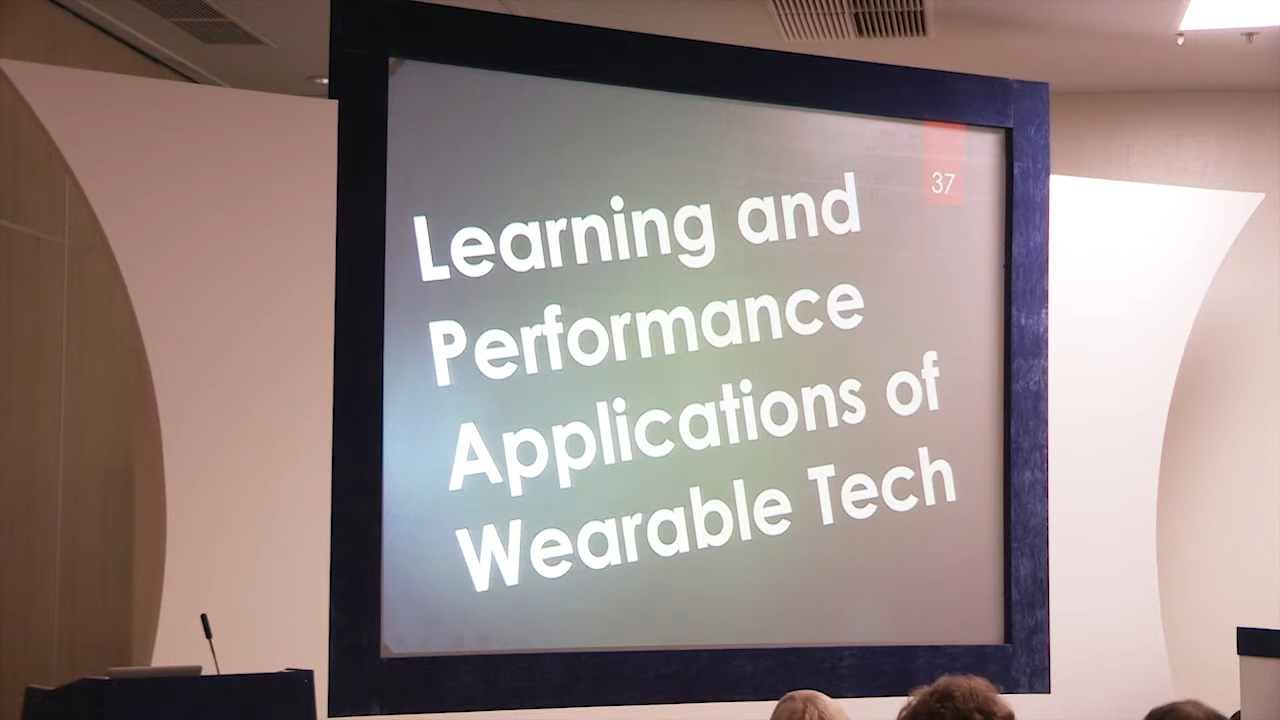 37
Learning and
Performance
Applications of
Wearable Tech